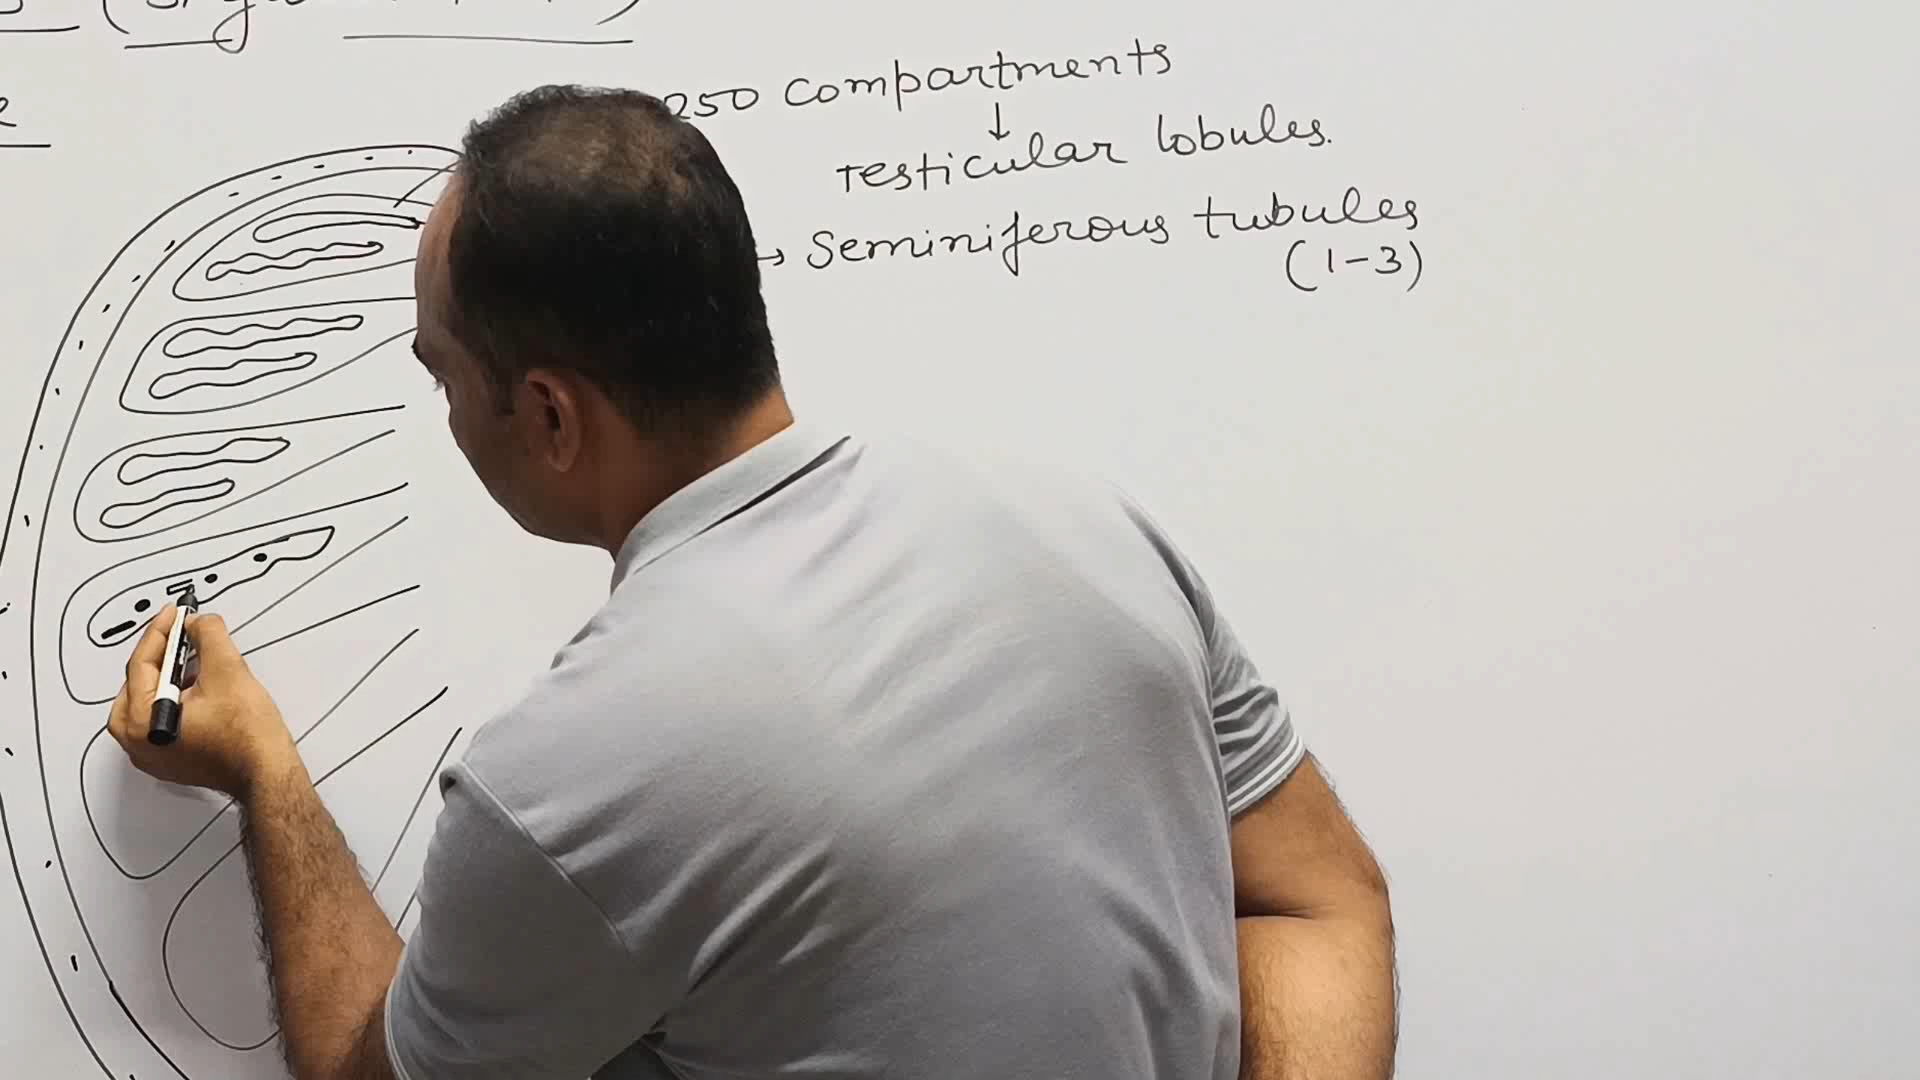 250 compartments
↓
Testicular lobules.
→ Seminiferous tubules
(1-3)